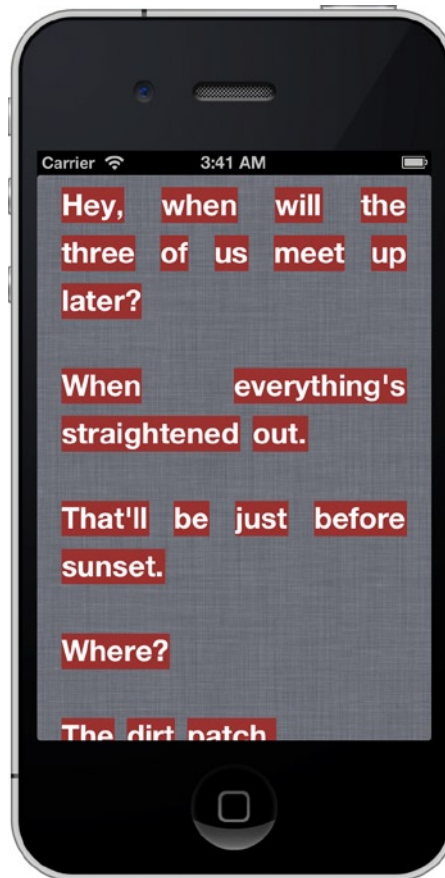 Carrier 3:41 AM
Hey, when will the
three of us meet up
later?
When everything's
straightened out.
That'll be just before
sunset.
Where?
The dirt patch.